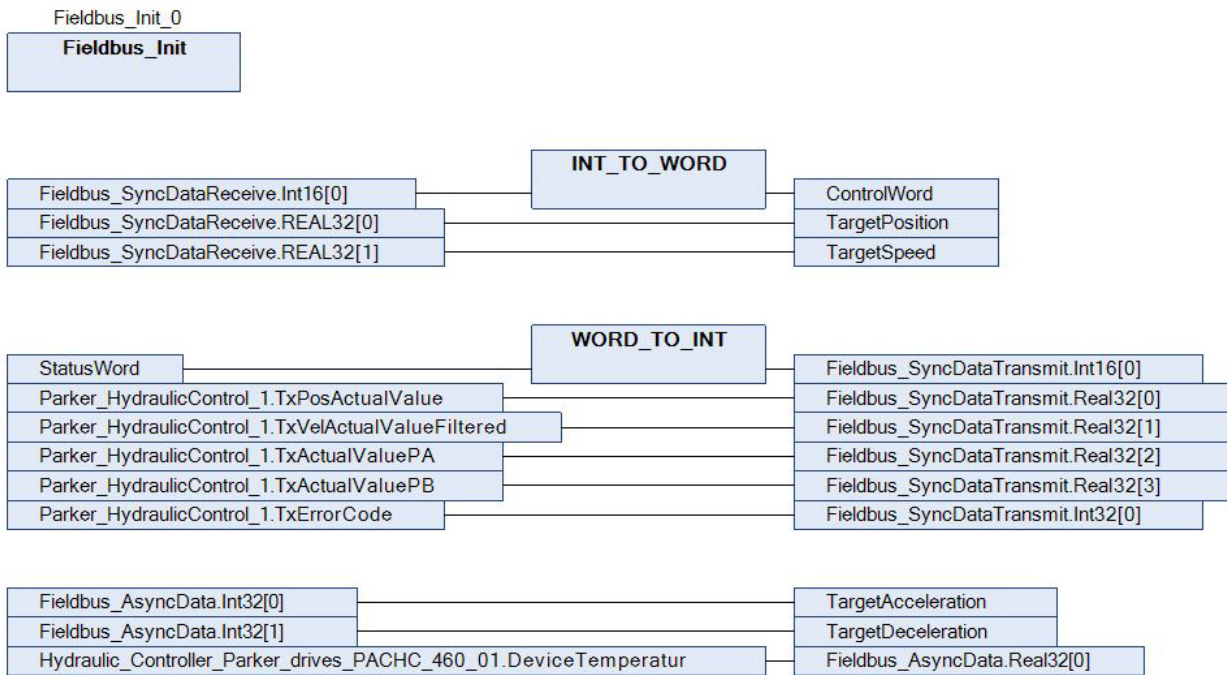 Fieldbus_Init_0
Fieldbus_Init
INT_TO_WORD
Fieldbus_SyncDataReceive.Int16[0] ControlWord
Fieldbus_SyncDataReceive.REAL32[0] TargetPosition
Fieldbus_SyncDataReceive.REAL32[1] TargetSpeed
WORD_TO_INT
StatusWord Fieldbus_SyncDataTransmit.Int16[0]
Parker_HydraulicControl_1.TxPosActualValue Fieldbus_SyncDataTransmit.Real32[0]
Parker_HydraulicControl_1.TxVelActualValueFiltered Fieldbus_SyncDataTransmit.Real32[1]
Parker_HydraulicControl_1.TxActualValuePA Fieldbus_SyncDataTransmit.Real32[2]
Parker_HydraulicControl_1.TxActualValuePB Fieldbus_SyncDataTransmit.Real32[3]
Parker_HydraulicControl_1.TxErrorCode Fieldbus_SyncDataTransmit.Int32[0]
Fieldbus_AsyncData.Int32[0] TargetAcceleration
Fieldbus_AsyncData.Int32[1] TargetDeceleration
Hydraulic_Controller_Parker_drives_PACHC_460_01.DeviceTemperatur Fieldbus_AsyncData.Real32[0]